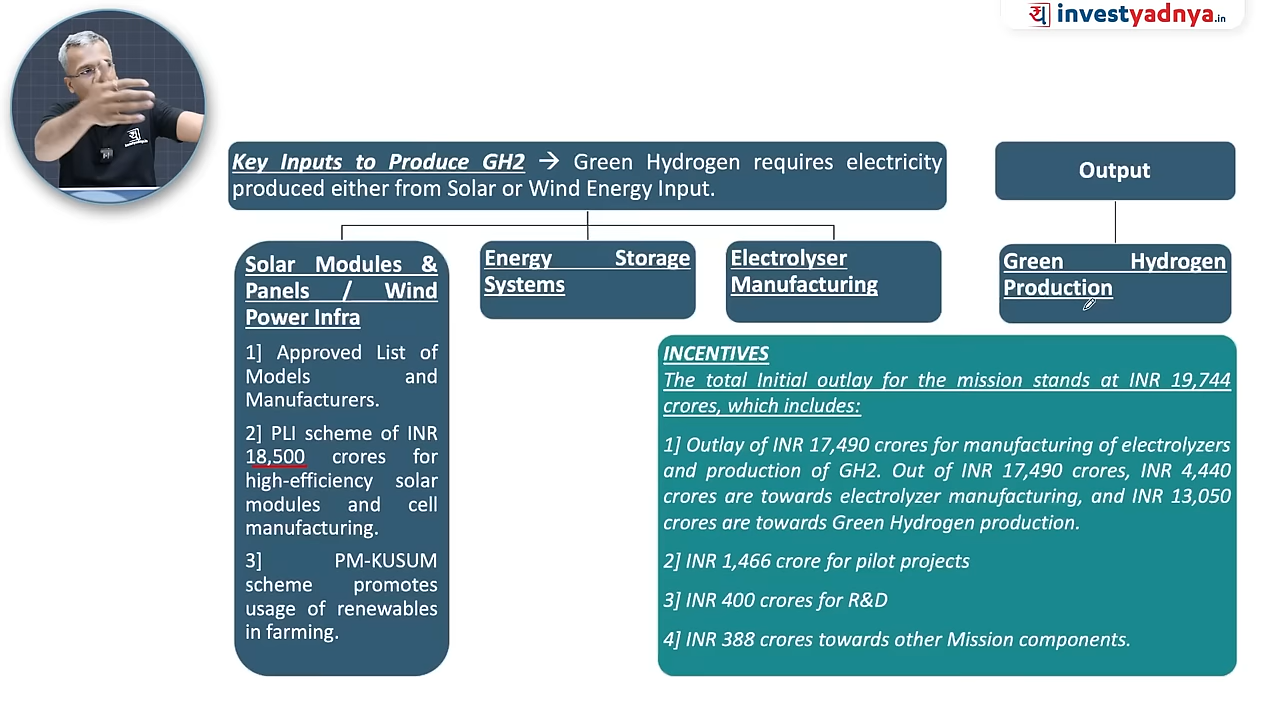 investyadnya.in
Key Inputs to Produce GH2 → Green Hydrogen requires electricity
produced either from Solar or Wind Energy Input.
Output
Solar Modules &
Panels / Wind
Power Infra
1] Approved List of
Models and
Manufacturers.
2] PLI scheme of INR
18,500 crores for
high-efficiency solar
modules and cell
manufacturing.
3] PM-KUSUM
scheme promotes
usage of renewables
in farming.
Energy Storage
Systems
Electrolyser
Manufacturing
Green Hydrogen
Production
INCENTIVES
The total Initial outlay for the mission stands at INR 19,744
crores, which includes:
1] Outlay of INR 17,490 crores for manufacturing of electrolyzers
and production of GH2. Out of INR 17,490 crores, INR 4,440
crores are towards electrolyzer manufacturing, and INR 13,050
crores are towards Green Hydrogen production.
2] INR 1,466 crore for pilot projects
3] INR 400 crores for R&D
4] INR 388 crores towards other Mission components.